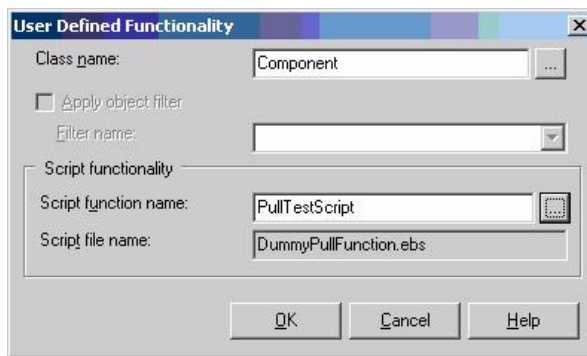 User Defined Functionality
Class name: Component ...
Apply object filter
Filter name:
Script functionality
Script function name: PullTestScript ...
Script file name: DummyPullFunction.ebs
OK Cancel Help